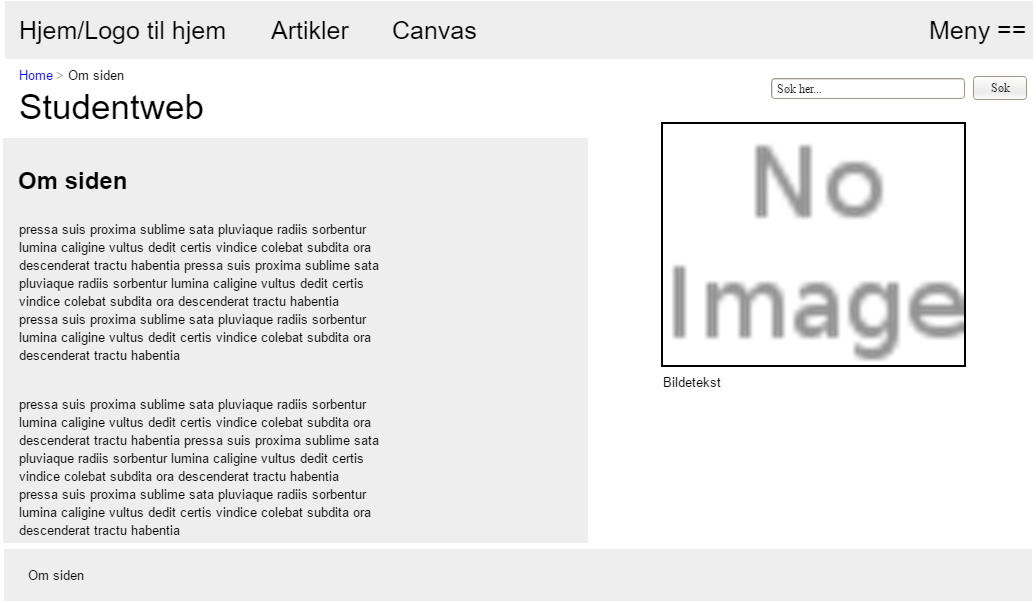 Hjem/Logo til hjem Artikler Canvas Meny ==
Home > Om siden
Søk her... Søk
Studentweb
No
Image
Bildetekst
Om siden
pressa suis proxima sublime sata pluviaque radiis sorbentur
lumina caligine vultus dedit certis vindice colebat subdita ora
descenderat tractu habentia pressa suis proxima sublime sata
pluviaque radiis sorbentur lumina caligine vultus dedit certis
vindice colebat subdita ora descenderat tractu habentia
pressa suis proxima sublime sata pluviaque radiis sorbentur
lumina caligine vultus dedit certis vindice colebat subdita ora
descenderat tractu habentia
pressa suis proxima sublime sata pluviaque radiis sorbentur
lumina caligine vultus dedit certis vindice colebat subdita ora
descenderat tractu habentia pressa suis proxima sublime sata
pluviaque radiis sorbentur lumina caligine vultus dedit certis
vindice colebat subdita ora descenderat tractu habentia
pressa suis proxima sublime sata pluviaque radiis sorbentur
lumina caligine vultus dedit certis vindice colebat subdita ora
descenderat tractu habentia
Om siden